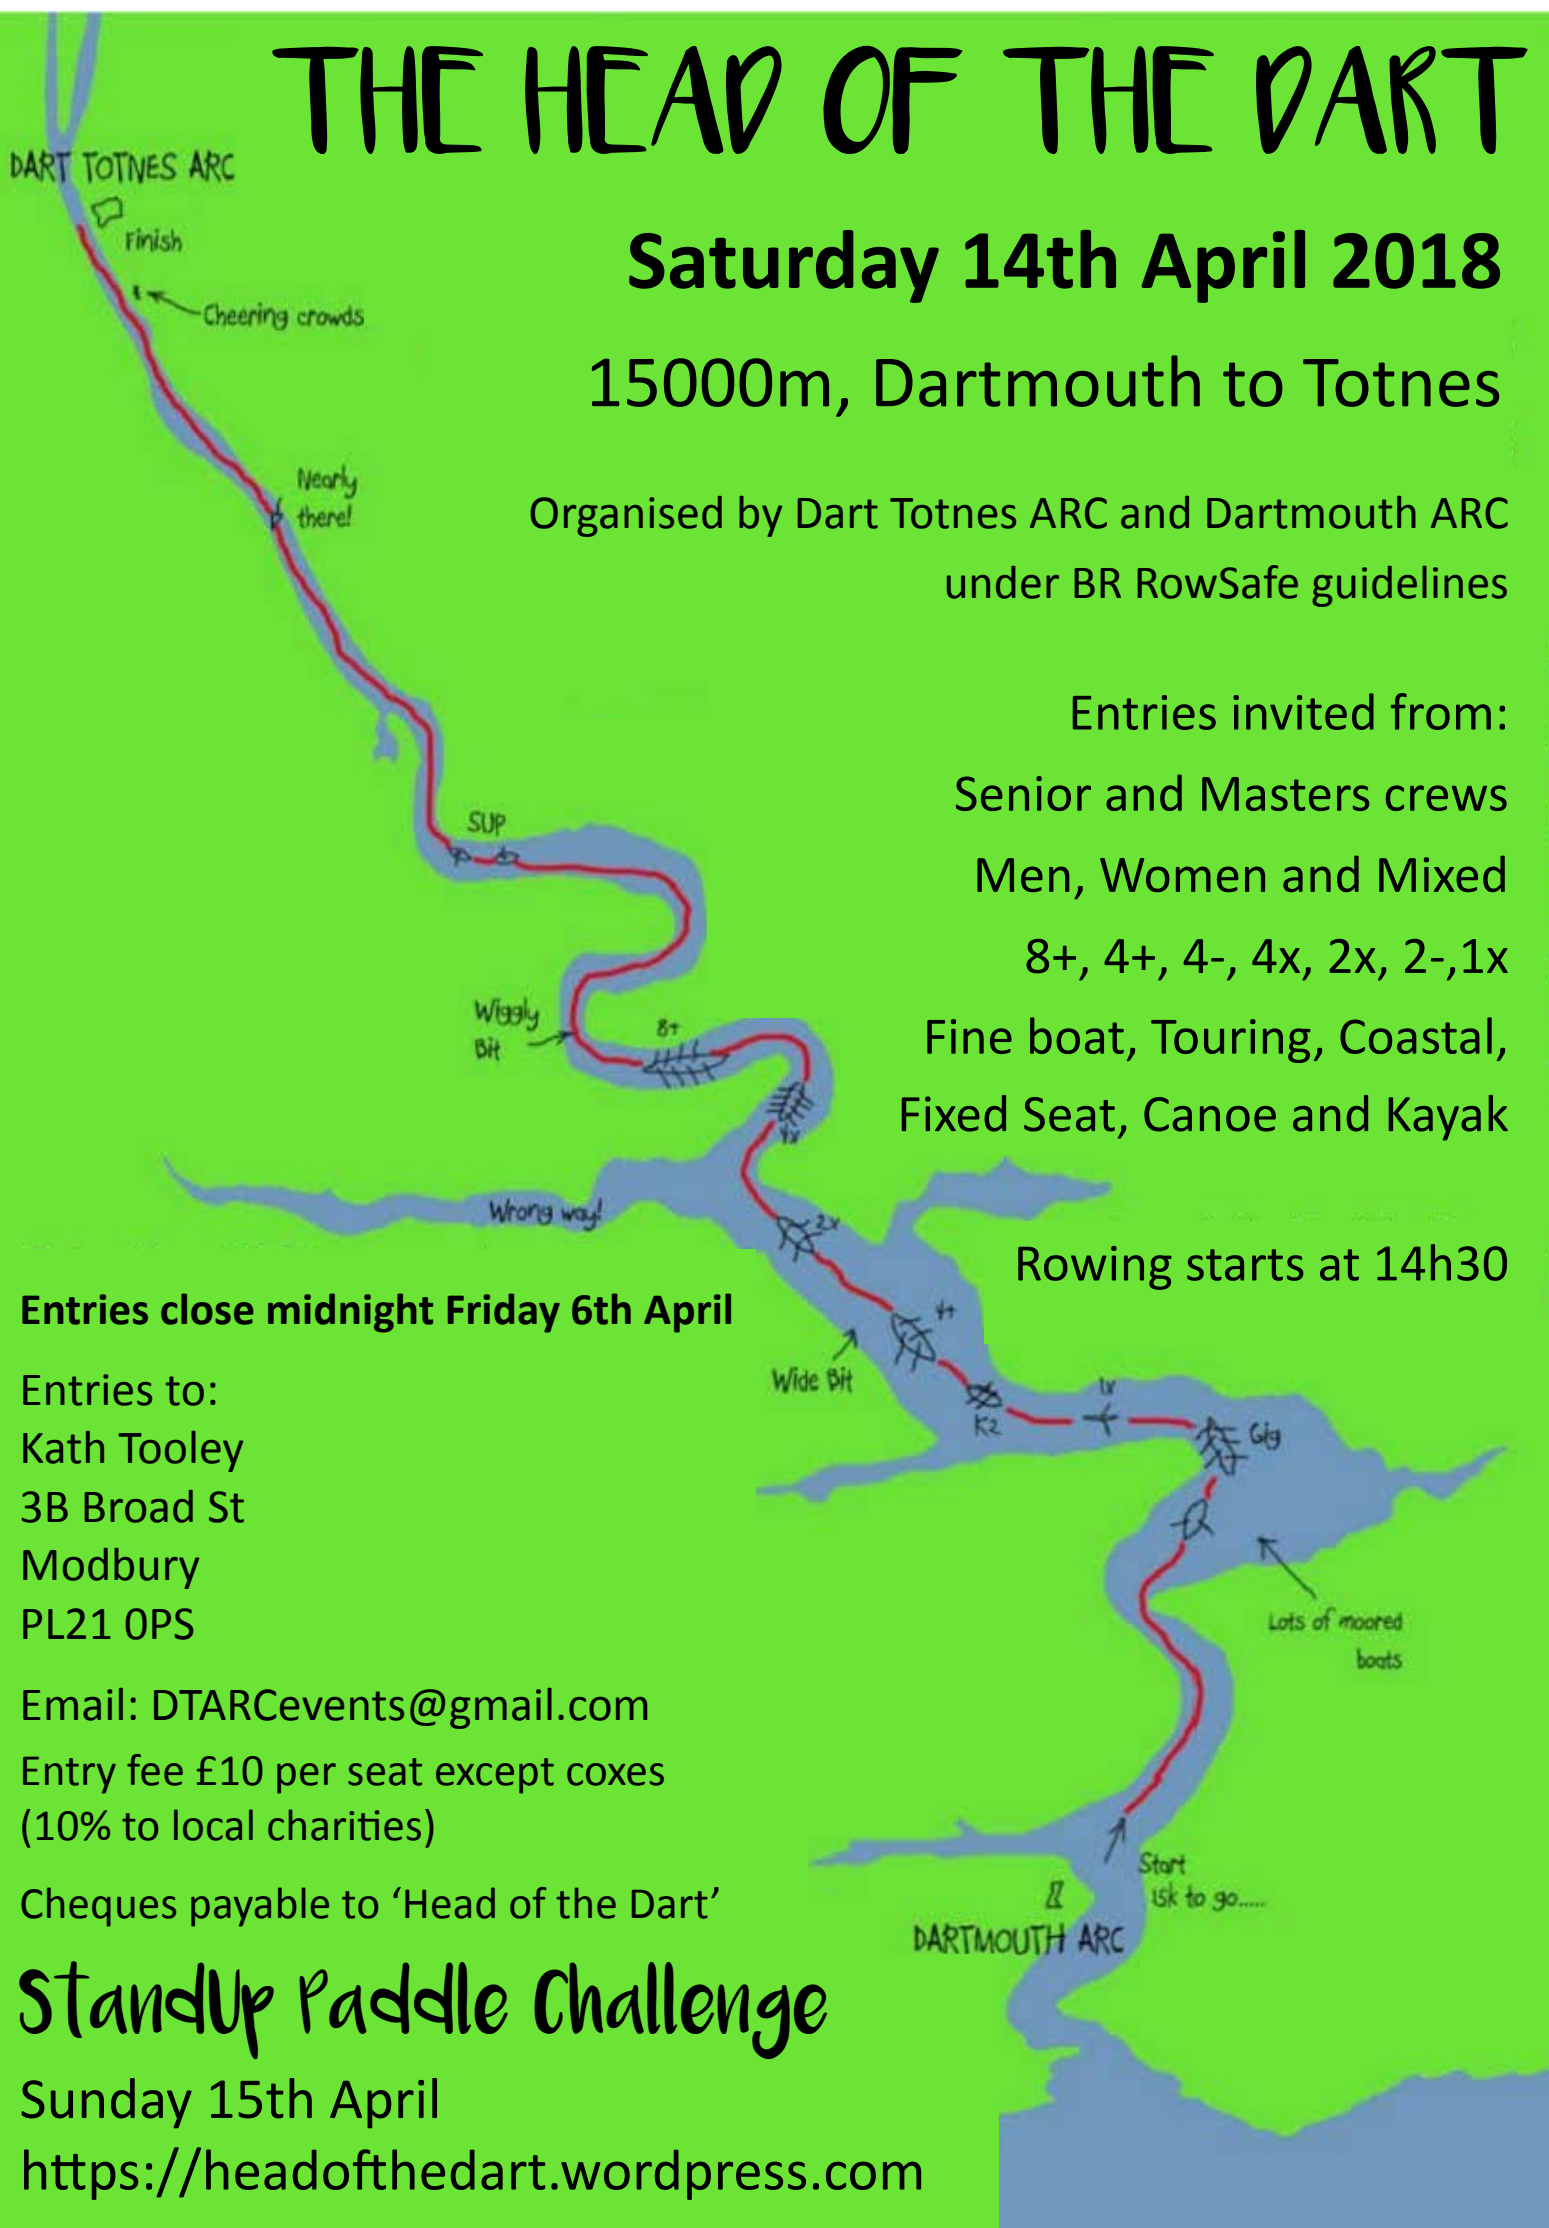 THE HEAD OF THE DART
DART TOTNES ARC
Finish
Saturday 14th April 2018
Cheering crowds
15000m, Dartmouth to Totnes
Nearly
there!
Organised by Dart Totnes ARC and Dartmouth ARC
under BR RowSafe guidelines
Entries invited from:
Senior and Masters crews
SUP
Men, Women and Mixed
8+, 4+, 4-, 4x, 2x, 2-,1x
Wiggly
Bit
8+
Fine boat, Touring, Coastal,
Fixed Seat, Canoe and Kayak
4x
Wrong way!
2x
Rowing starts at 14h30
4+
Wide Bit
1x
K2
Gig
Lots of moored
boats
Start
15k to go.....
DARTMOUTH ARC
Entries close midnight Friday 6th April
Entries to:
Kath Tooley
3B Broad St
Modbury
PL21 0PS
Email: DTARCevents@gmail.com
Entry fee £10 per seat except coxes
(10% to local charities)
Cheques payable to ‘Head of the Dart’
StandUp Paddle Challenge
Sunday 15th April
https://headofthedart.wordpress.com